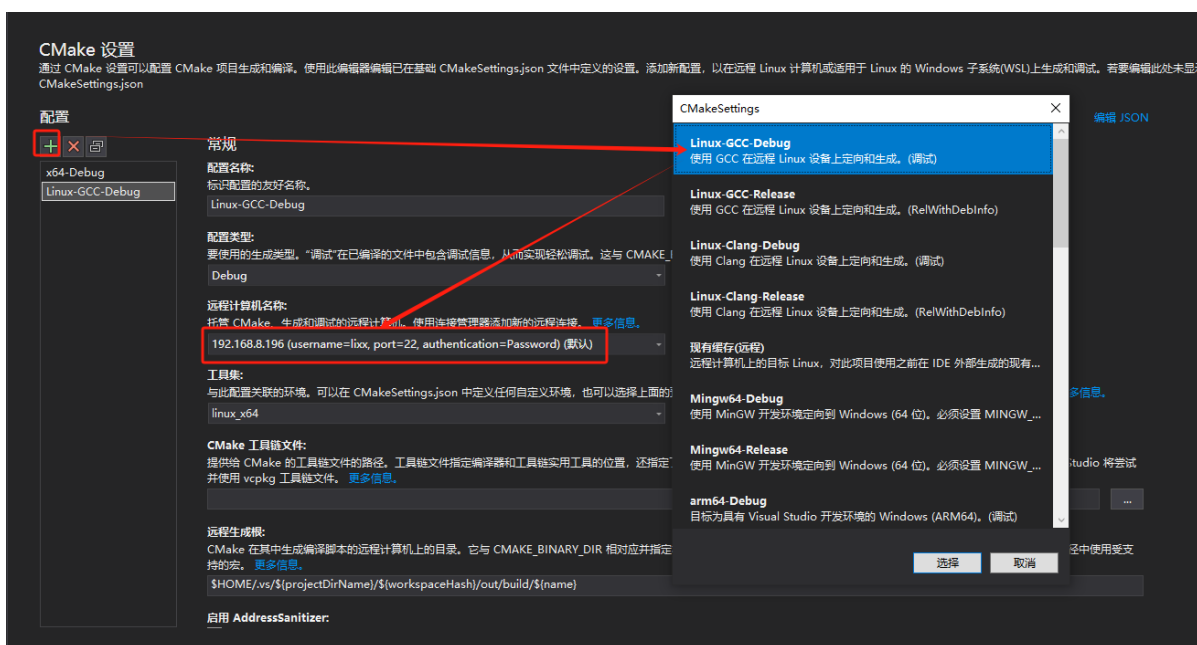 CMake 设置
通过 CMake 设置可以配置 CMake 项目生成和编译。使用此编辑器编辑已在基础 CMakeSettings.json 文件中定义的设置。添加新配置，以在远程 Linux 计算机或适用于 Linux 的 Windows 子系统(WSL)上生成和调试。若要编辑此处未显
CMakeSettings.json
配置
编辑 JSON
x64-Debug
Linux-GCC-Debug
常规
配置名称:
标识配置的友好名称。
Linux-GCC-Debug
配置类型:
要使用的生成类型。“调试”在已编译的文件中包含调试信息，从而实现轻松调试。这与 CMAKE_
Debug
远程计算机名称:
托管 CMake、生成和调试的远程计算机。使用连接管理器添加新的远程连接。 更多信息。
192.168.8.196 (username=lixx, port=22, authentication=Password) (默认)
工具集:
与此配置关联的环境。可以在 CMakeSettings.json 中定义任何自定义环境，也可以选择上面的
多信息。
linux_x64
CMake 工具链文件:
提供给 CMake 的工具链文件的路径。工具链文件指定编译器和工具链实用工具的位置，还指定
tudio 将尝试
并使用 vcpkg 工具链文件。 更多信息。
...
远程生成根:
CMake 在其中生成编译脚本的远程计算机上的目录。它与 CMAKE_BINARY_DIR 相对应并指定
径中使用受支
持的宏。 更多信息。
$HOME/.vs/${projectDirName}/${workspaceHash}/out/build/${name}
启用 AddressSanitizer:
CMakeSettings
Linux-GCC-Debug
使用 GCC 在远程 Linux 设备上定向和生成。(调试)
Linux-GCC-Release
使用 GCC 在远程 Linux 设备上定向和生成。(RelWithDebInfo)
Linux-Clang-Debug
使用 Clang 在远程 Linux 设备上定向和生成。(调试)
Linux-Clang-Release
使用 Clang 在远程 Linux 设备上定向和生成。(RelWithDebInfo)
现有缓存(远程)
远程计算机上的目标 Linux，对此项目使用之前在 IDE 外部生成的现有...
Mingw64-Debug
使用 MinGW 开发环境定向到 Windows (64 位)。必须设置 MINGW_...
Mingw64-Release
使用 MinGW 开发环境定向到 Windows (64 位)。必须设置 MINGW_...
arm64-Debug
目标为具有 Visual Studio 开发环境的 Windows (ARM64)。(调试)
选择
取消